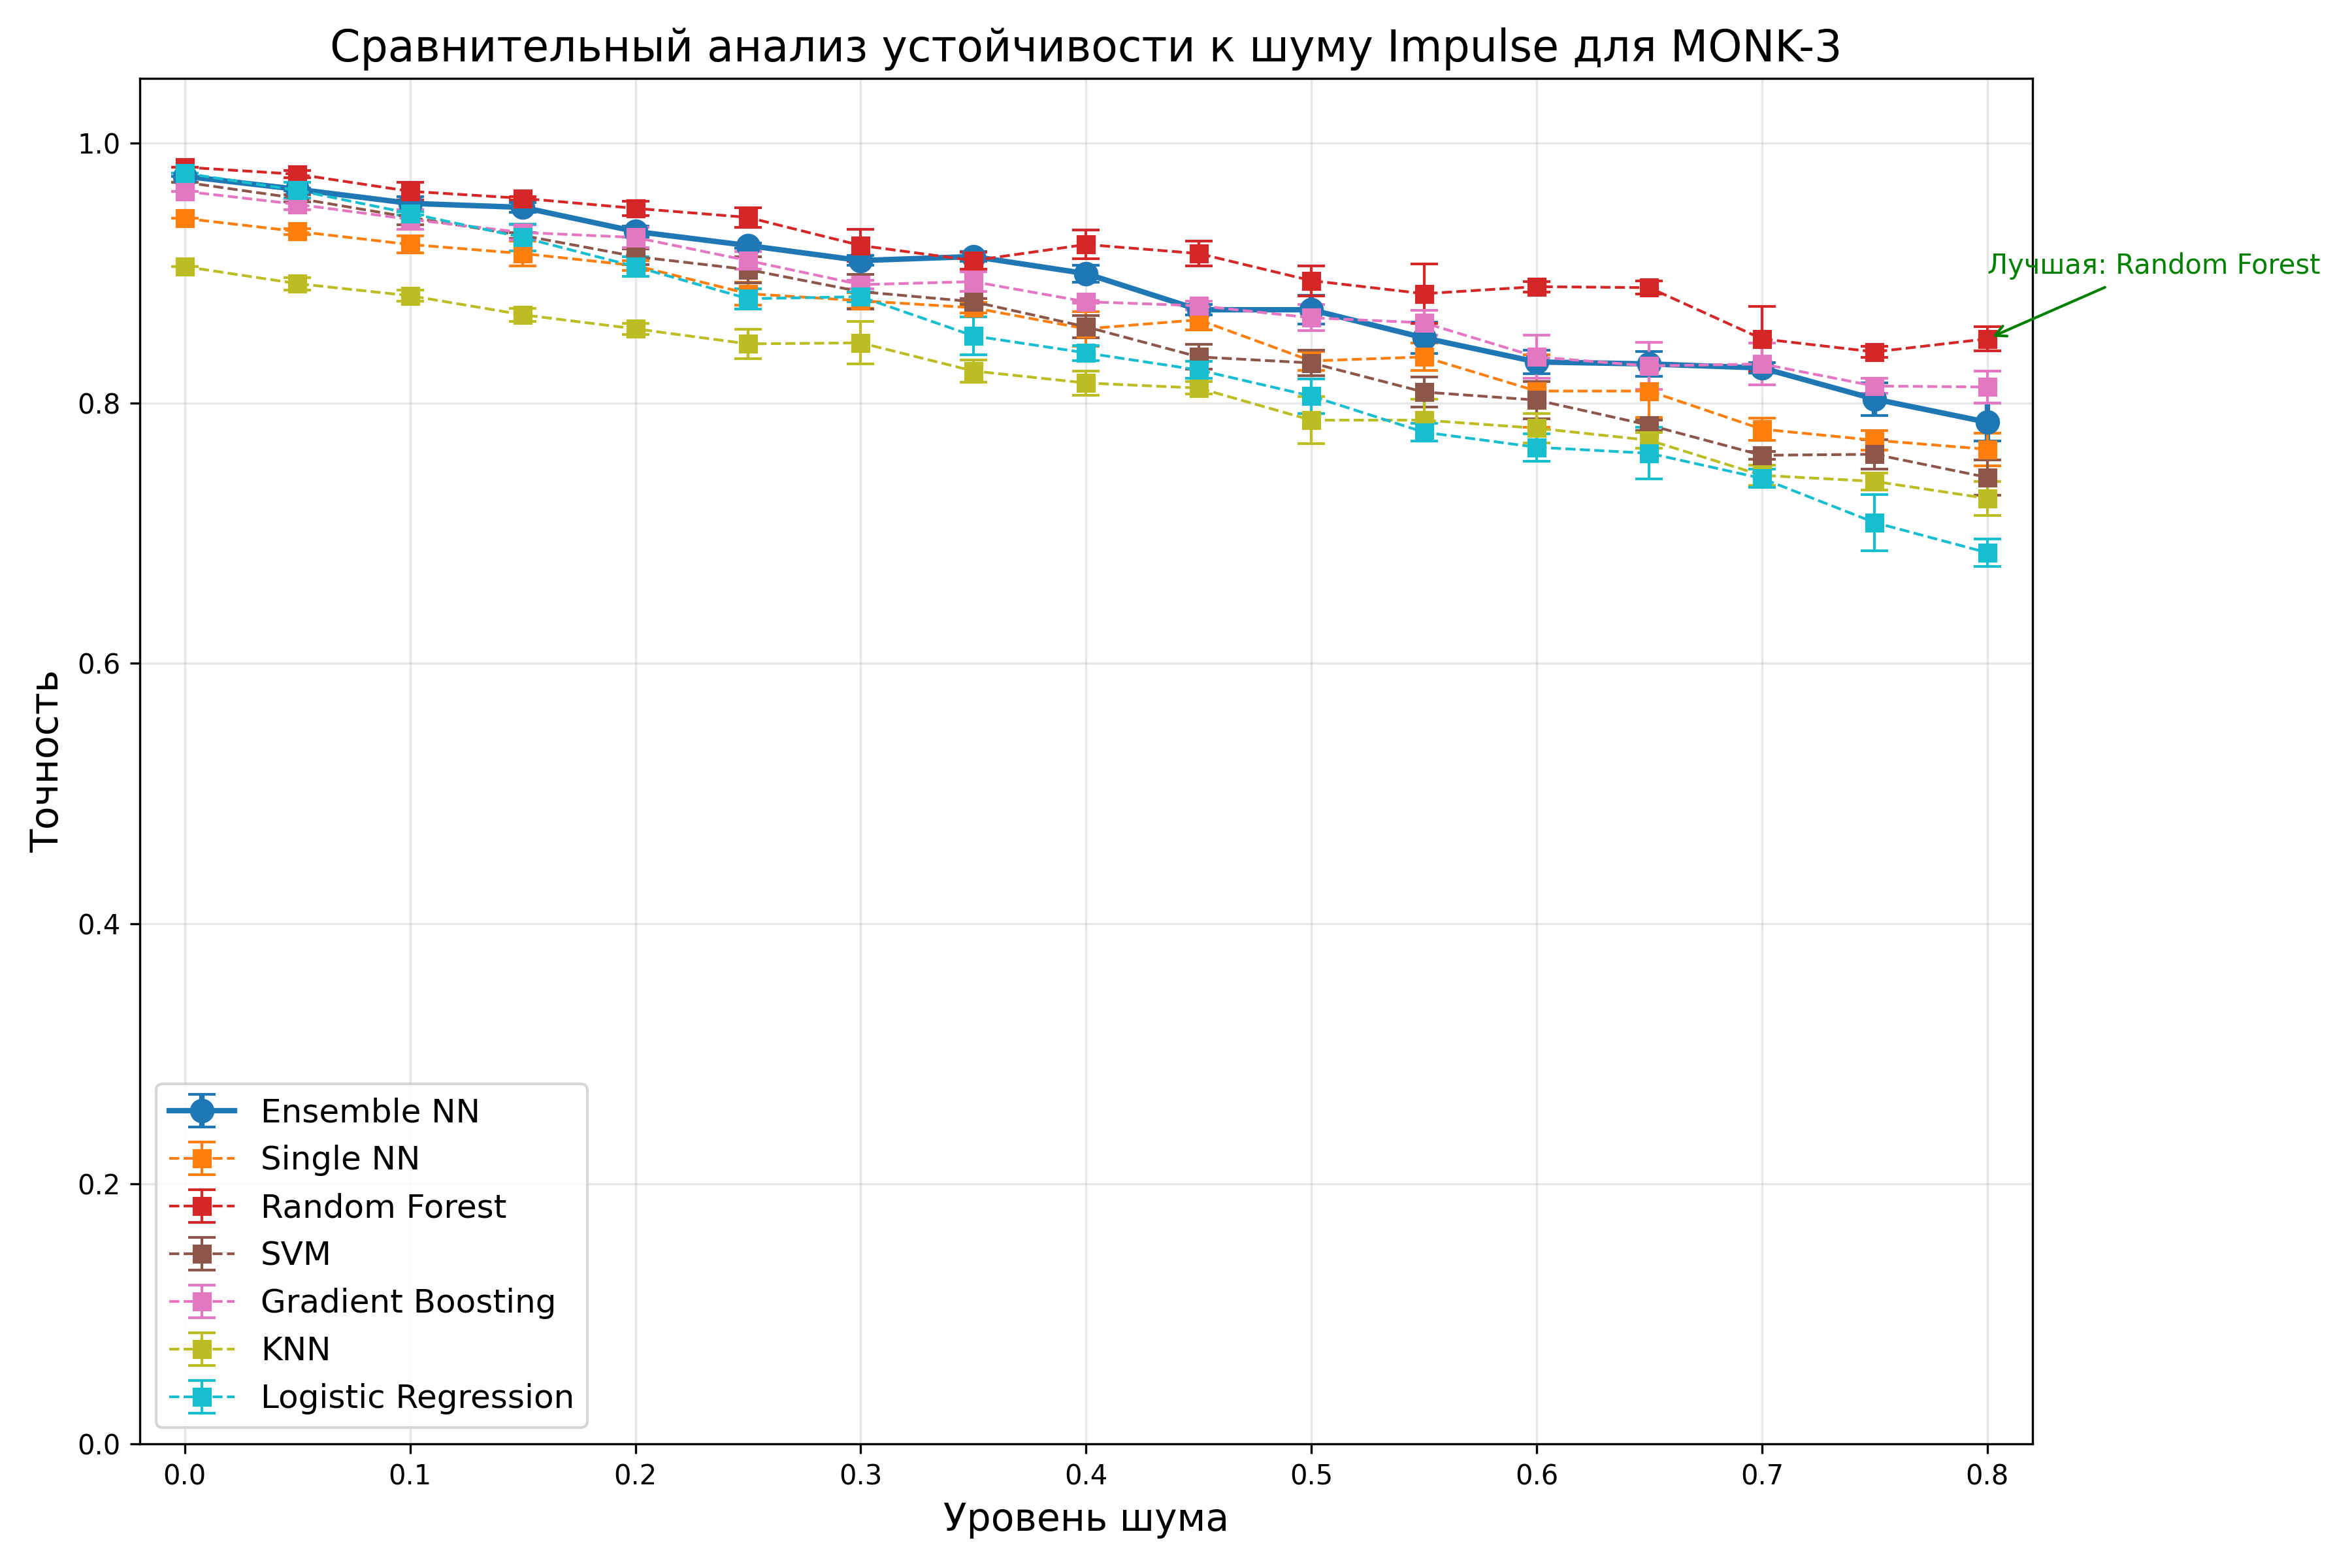 Сравнительный анализ устойчивости к шуму Impulse для MONK-3
Точность
1.0
0.8
0.6
0.4
0.2
0.0
Лучшая: Random Forest
Ensemble NN
Single NN
Random Forest
SVM
Gradient Boosting
KNN
Logistic Regression
0.0 0.1 0.2 0.3 0.4 0.5 0.6 0.7 0.8
Уровень шума